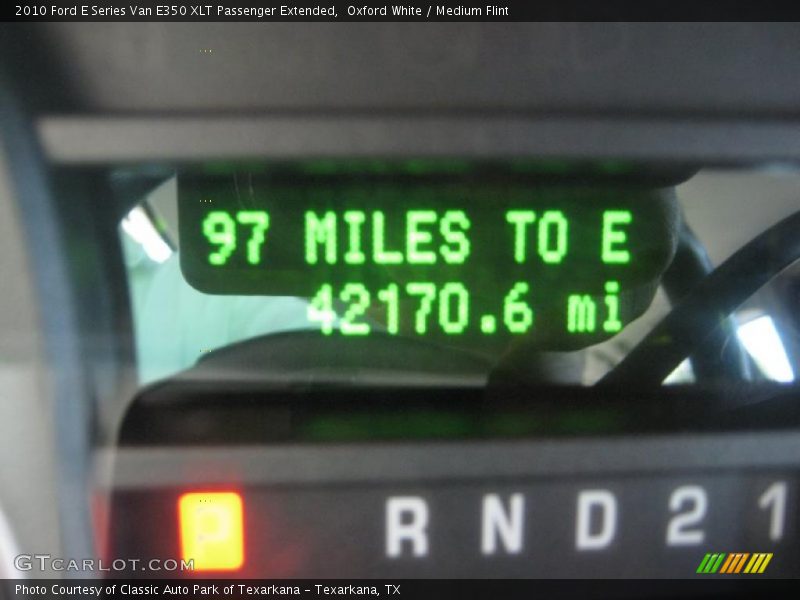 2010 Ford E Series Van E350 XLT Passenger Extended,  Oxford White / Medium Flint
97 MILES TO E
42170.6 mi
P R N D 2 1
GTCARLOT.COM
Photo Courtesy of Classic Auto Park of Texarkana - Texarkana, TX